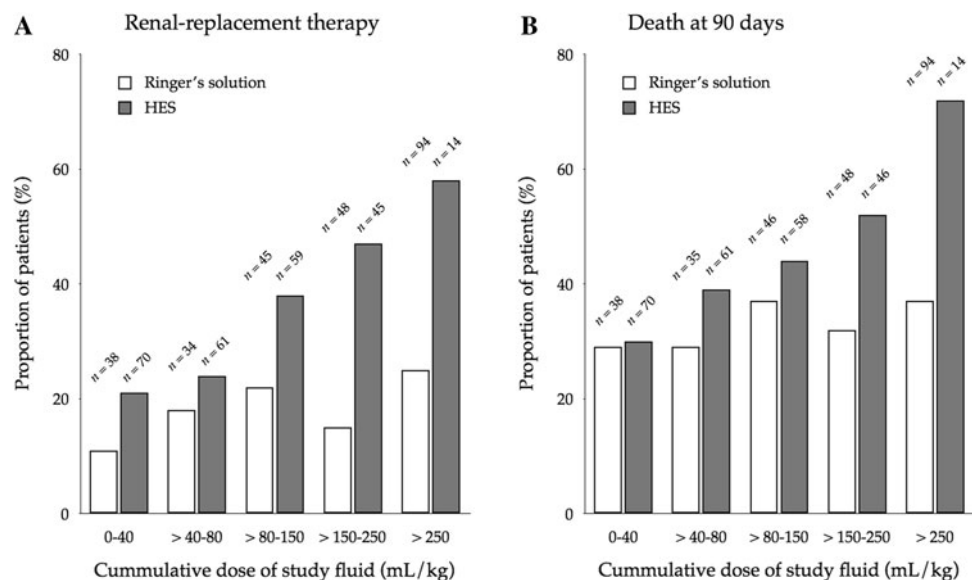 A Renal-replacement therapy
80
60
40
20
0
Proportion of patients (%)
Ringer's solution
HES
n = 38
n = 70
n = 34
n = 61
n = 45
n = 59
n = 48
n = 45
n = 94
n = 14
0-40 > 40-80 > 80-150 > 150-250 > 250
Cummulative dose of study fluid (mL/kg)
B Death at 90 days
80
60
40
20
0
Proportion of patients (%)
Ringer's solution
HES
n = 38
n = 70
n = 35
n = 61
n = 46
n = 58
n = 48
n = 46
n = 94
n = 14
0-40 > 40-80 > 80-150 > 150-250 > 250
Cummulative dose of study fluid (mL/kg)